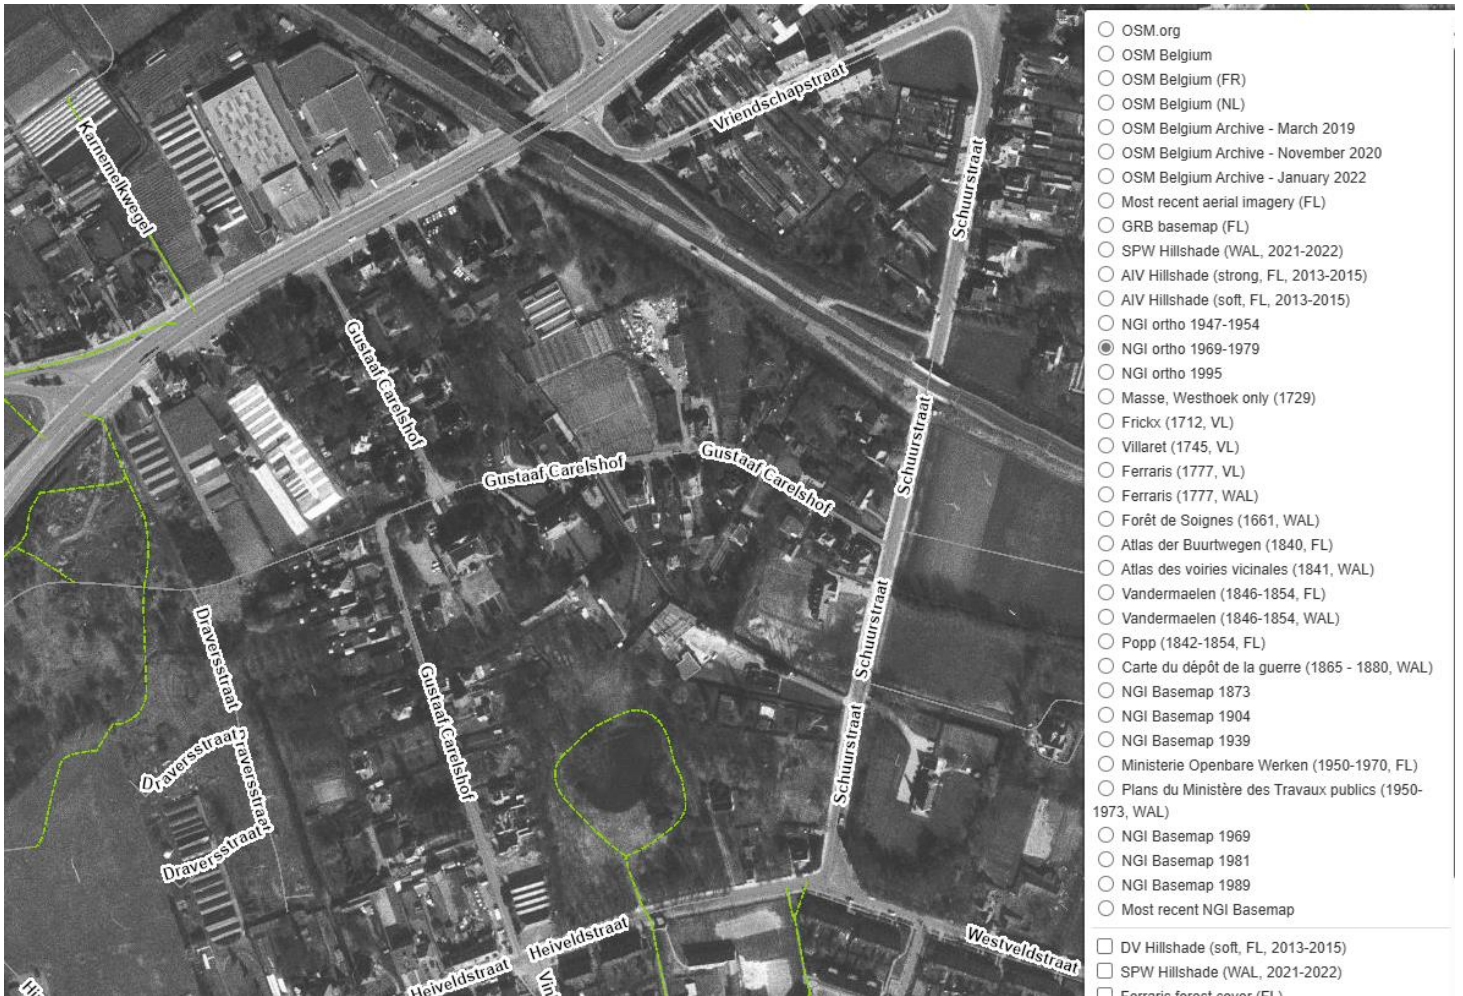 Karnemelkwegel
Vriendschapstraat
Schuurstraat
Gustaaf Carelshof
Gustaaf Carelshof
Gustaaf Carelshof
Schuurstraat
Draversstraat
Schuurstraat
Gustaaf Carelshof
Schuurstraat
Draversstraat
raversstraat
Draversstraat
Heiveldstraat
Heiveldstraat
Westveldstraat
OSM.org
OSM Belgium
OSM Belgium (FR)
OSM Belgium (NL)
OSM Belgium Archive - March 2019
OSM Belgium Archive - November 2020
OSM Belgium Archive - January 2022
Most recent aerial imagery (FL)
GRB basemap (FL)
SPW Hillshade (WAL, 2021-2022)
AIV Hillshade (strong, FL, 2013-2015)
AIV Hillshade (soft, FL, 2013-2015)
NGI ortho 1947-1954
NGI ortho 1969-1979
NGI ortho 1995
Masse, Westhoek only (1729)
Frickx (1712, VL)
Villaret (1745, VL)
Ferraris (1777, VL)
Ferraris (1777, WAL)
Forêt de Soignes (1661, WAL)
Atlas der Buurtwegen (1840, FL)
Atlas des voiries vicinales (1841, WAL)
Vandermaelen (1846-1854, FL)
Vandermaelen (1846-1854, WAL)
Popp (1842-1854, FL)
Carte du dépôt de la guerre (1865 - 1880, WAL)
NGI Basemap 1873
NGI Basemap 1904
NGI Basemap 1939
Ministerie Openbare Werken (1950-1970, FL)
Plans du Ministère des Travaux publics (1950-
1973, WAL)
NGI Basemap 1969
NGI Basemap 1981
NGI Basemap 1989
Most recent NGI Basemap
DV Hillshade (soft, FL, 2013-2015)
SPW Hillshade (WAL, 2021-2022)
Ferraris forest cover (FL)